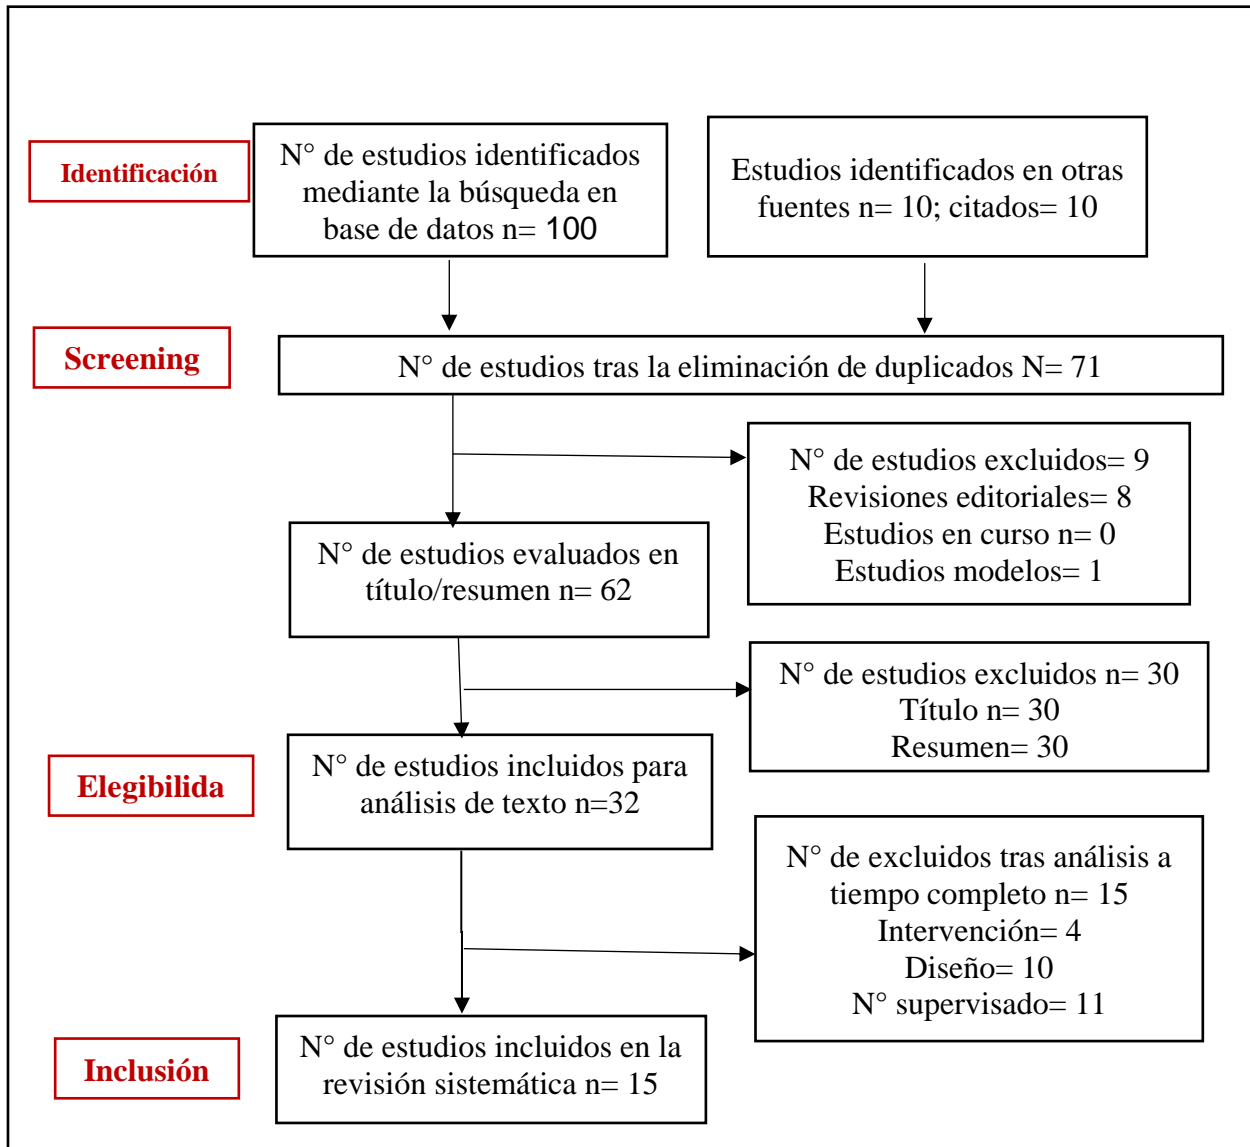 Identificación
N° de estudios identificados
mediante la búsqueda en
base de datos n= 100
Estudios identificados en otras
fuentes n= 10; citados= 10
Screening
N° de estudios tras la eliminación de duplicados N= 71
N° de estudios excluidos= 9
Revisiones editoriales= 8
Estudios en curso n= 0
Estudios modelos= 1
N° de estudios evaluados en
título/resumen n= 62
N° de estudios excluidos n= 30
Título n= 30
Resumen= 30
Elegibilida
N° de estudios incluidos para
análisis de texto n=32
N° de excluidos tras análisis a
tiempo completo n= 15
Intervención= 4
Diseño= 10
N° supervisado= 11
Inclusión
N° de estudios incluidos en la
revisión sistemática n= 15